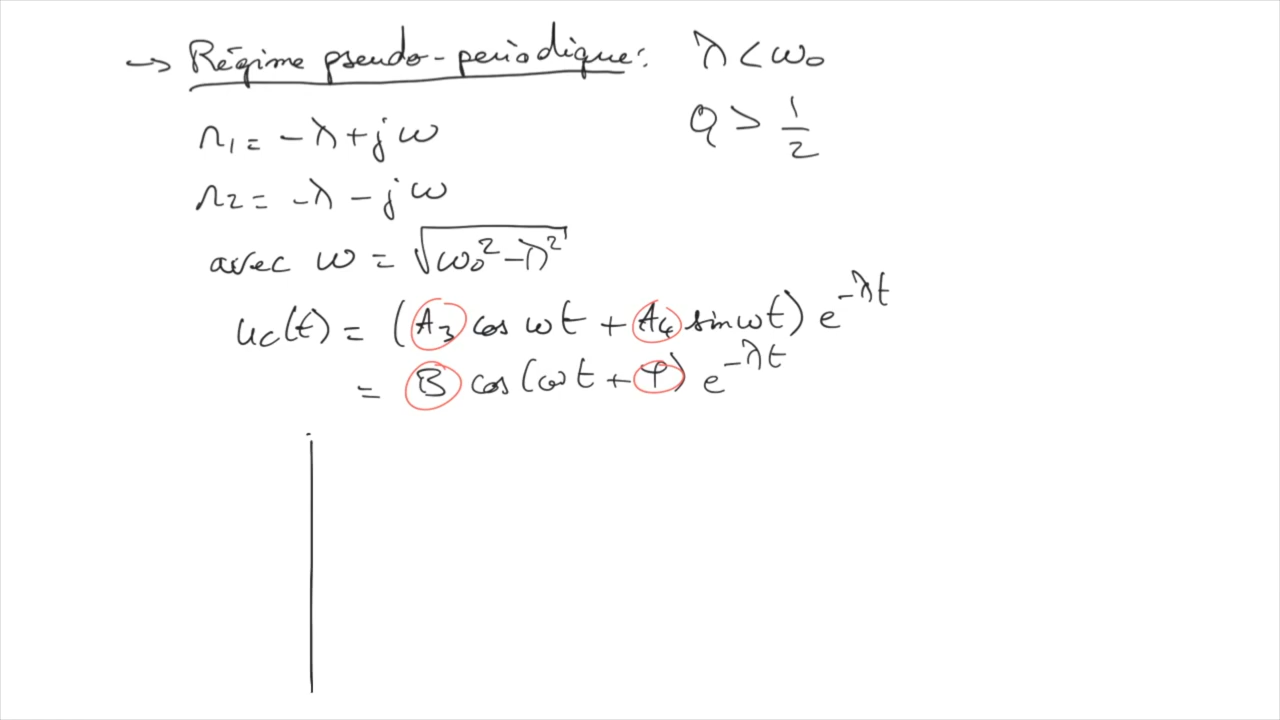 → Régime pseudo-periodique: λ < ω₀
Q > 1/2
r₁ = -λ + jω
r₂ = -λ - jω
avec ω = √(ω₀² - λ²)
u_C(t) = (A₃ cos ωt + A₄ sin ωt) e^{-λt}
= B cos(ωt + φ) e^{-λt}